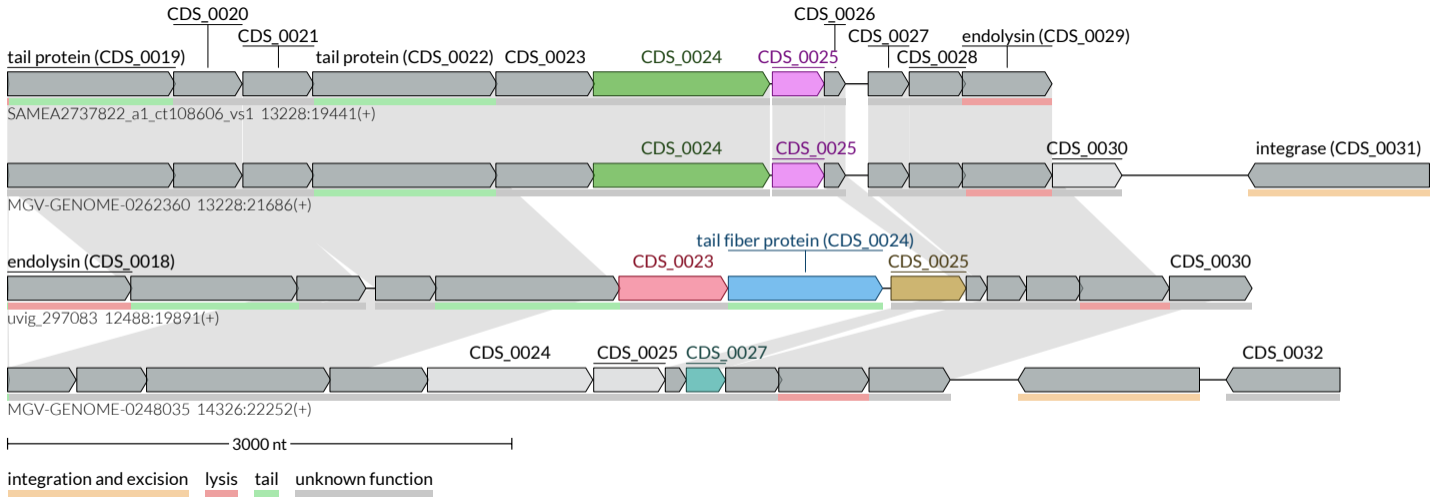 CDS_0020 CDS_0026
CDS_0021 CDS_0027 endolysin (CDS_0029)
tail protein (CDS_0019) tail protein (CDS_0022) CDS_0023 CDS_0024 CDS_0025 CDS_0028
SAMEA2737822_a1_ct108606_vs1 13228:19441(+)
CDS_0024 CDS_0025 CDS_0030 integrase (CDS_0031)
MGV-GENOME-0262360 13228:21686(+)
tail fiber protein (CDS_0024)
endolysin (CDS_0018) CDS_0023 CDS_0025 CDS_0030
uvig_297083 12488:19891(+)
CDS_0024 CDS_0025 CDS_0027 CDS_0032
MGV-GENOME-0248035 14326:22252(+)
3000 nt
integration and excision lysis tail unknown function